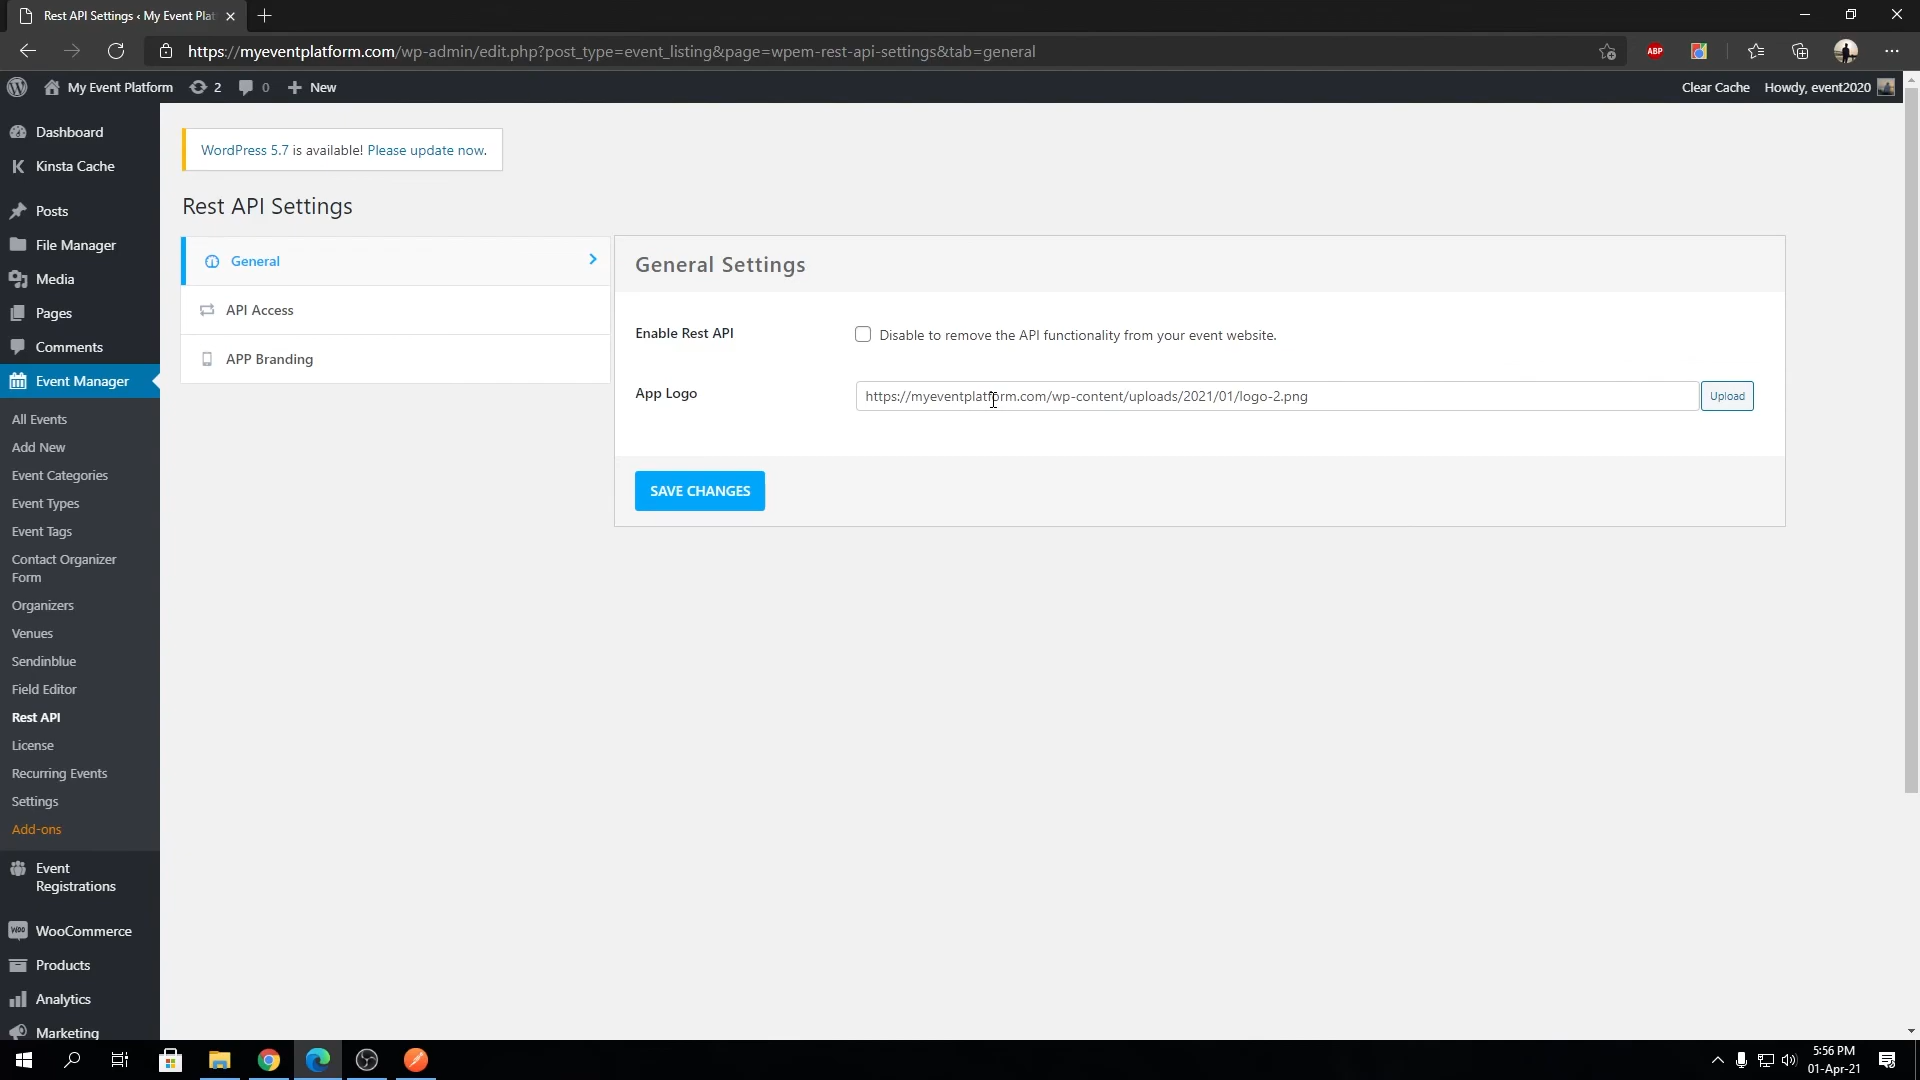 Rest API Settings ‹ My Event Plat
https://myeventplatform.com/wp-admin/edit.php?post_type=event_listing&page=wpem-rest-api-settings&tab=general
ABP
My Event Platform
2
0
New
Clear Cache
Howdy, event2020
Dashboard
Kinsta Cache
Posts
File Manager
Media
Pages
Comments
Event Manager
All Events
Add New
Event Categories
Event Types
Event Tags
Contact Organizer
Form
Organizers
Venues
Sendinblue
Field Editor
Rest API
License
Recurring Events
Settings
Add-ons
Event
Registrations
WooCommerce
Products
Analytics
Marketing
WordPress 5.7 is available! Please update now.
Rest API Settings
General
API Access
APP Branding
General Settings
Enable Rest API
Disable to remove the API functionality from your event website.
App Logo
https://myeventplatform.com/wp-content/uploads/2021/01/logo-2.png
Upload
SAVE CHANGES
5:56 PM
01-Apr-21